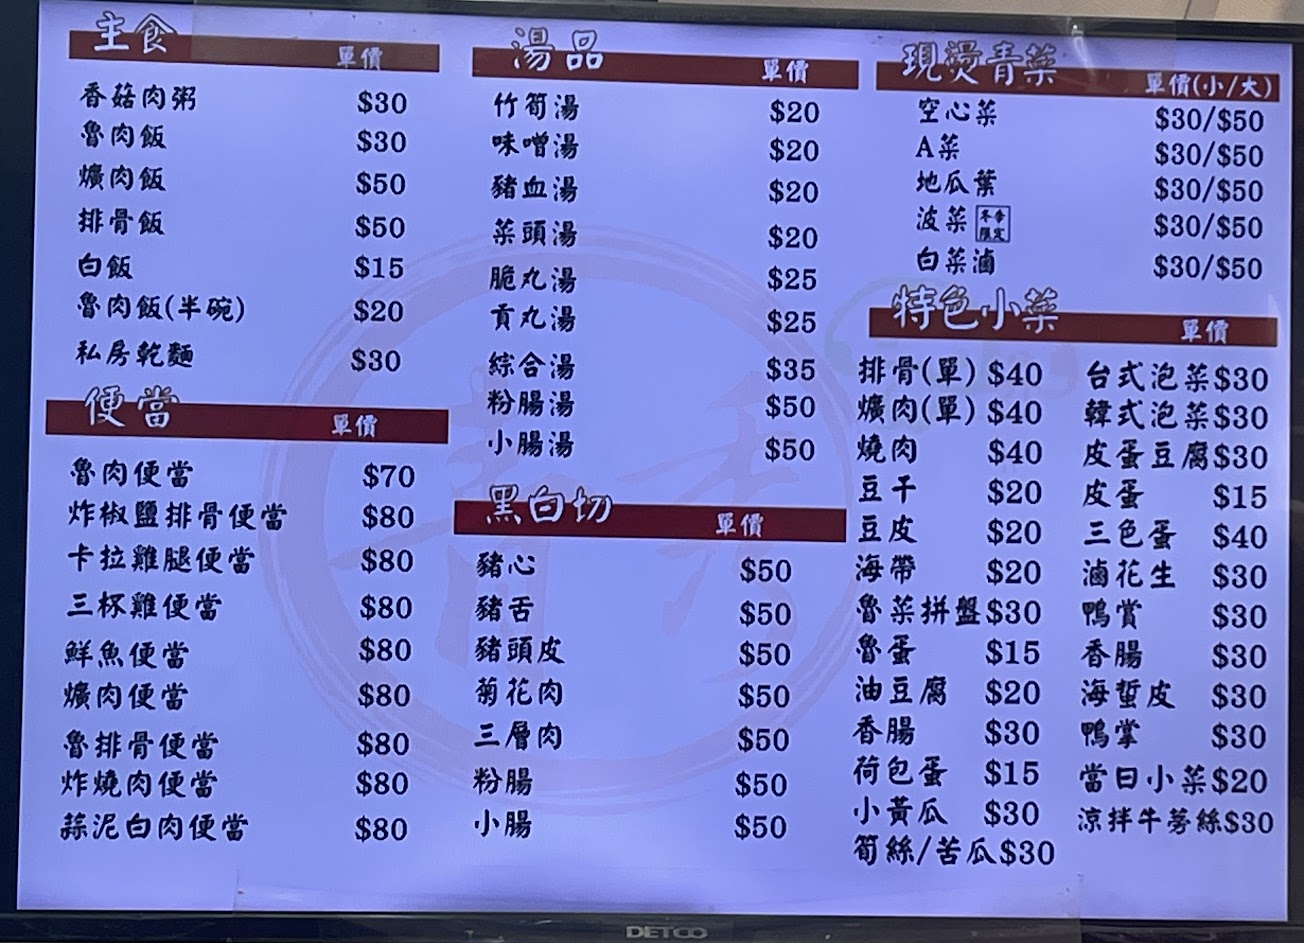 主食 單價
香菇肉粥 $30
魯肉飯 $30
爌肉飯 $50
排骨飯 $50
白飯 $15
魯肉飯(半碗) $20
私房乾麵 $30
便當 單價
魯肉便當 $70
炸椒鹽排骨便當 $80
卡拉雞腿便當 $80
三杯雞便當 $80
鮮魚便當 $80
爌肉便當 $80
魯排骨便當 $80
炸燒肉便當 $80
蒜泥白肉便當 $80
湯品 單價
竹筍湯 $20
味噌湯 $20
豬血湯 $20
菜頭湯 $20
脆丸湯 $25
貢丸湯 $25
綜合湯 $35
粉腸湯 $50
小腸湯 $50
黑白切 單價
豬心 $50
豬舌 $50
豬頭皮 $50
菊花肉 $50
三層肉 $50
粉腸 $50
小腸 $50
現燙青菜 單價(小/大)
空心菜 $30/$50
A菜 $30/$50
地瓜葉 $30/$50
波菜 冬季限定 $30/$50
白菜滷 $30/$50
特色小菜 單價
排骨(單) $40
爌肉(單) $40
燒肉 $40
豆干 $20
豆皮 $20
海帶 $20
魯菜拼盤 $30
魯蛋 $15
油豆腐 $20
香腸 $30
荷包蛋 $15
小黃瓜 $30
筍絲/苦瓜 $30
台式泡菜 $30
韓式泡菜 $30
皮蛋豆腐 $30
皮蛋 $15
三色蛋 $40
滷花生 $30
鴨賞 $30
香腸 $30
海蜇皮 $30
鴨掌 $30
當日小菜 $20
涼拌牛蒡絲 $30
青秀
DETCO